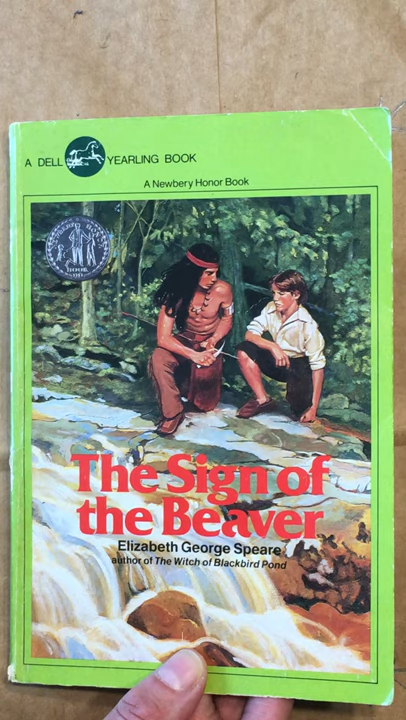 A DELL YEARLING BOOK
A Newbery Honor Book
The Sign of
the Beaver
Elizabeth George Speare
author of The Witch of Blackbird Pond